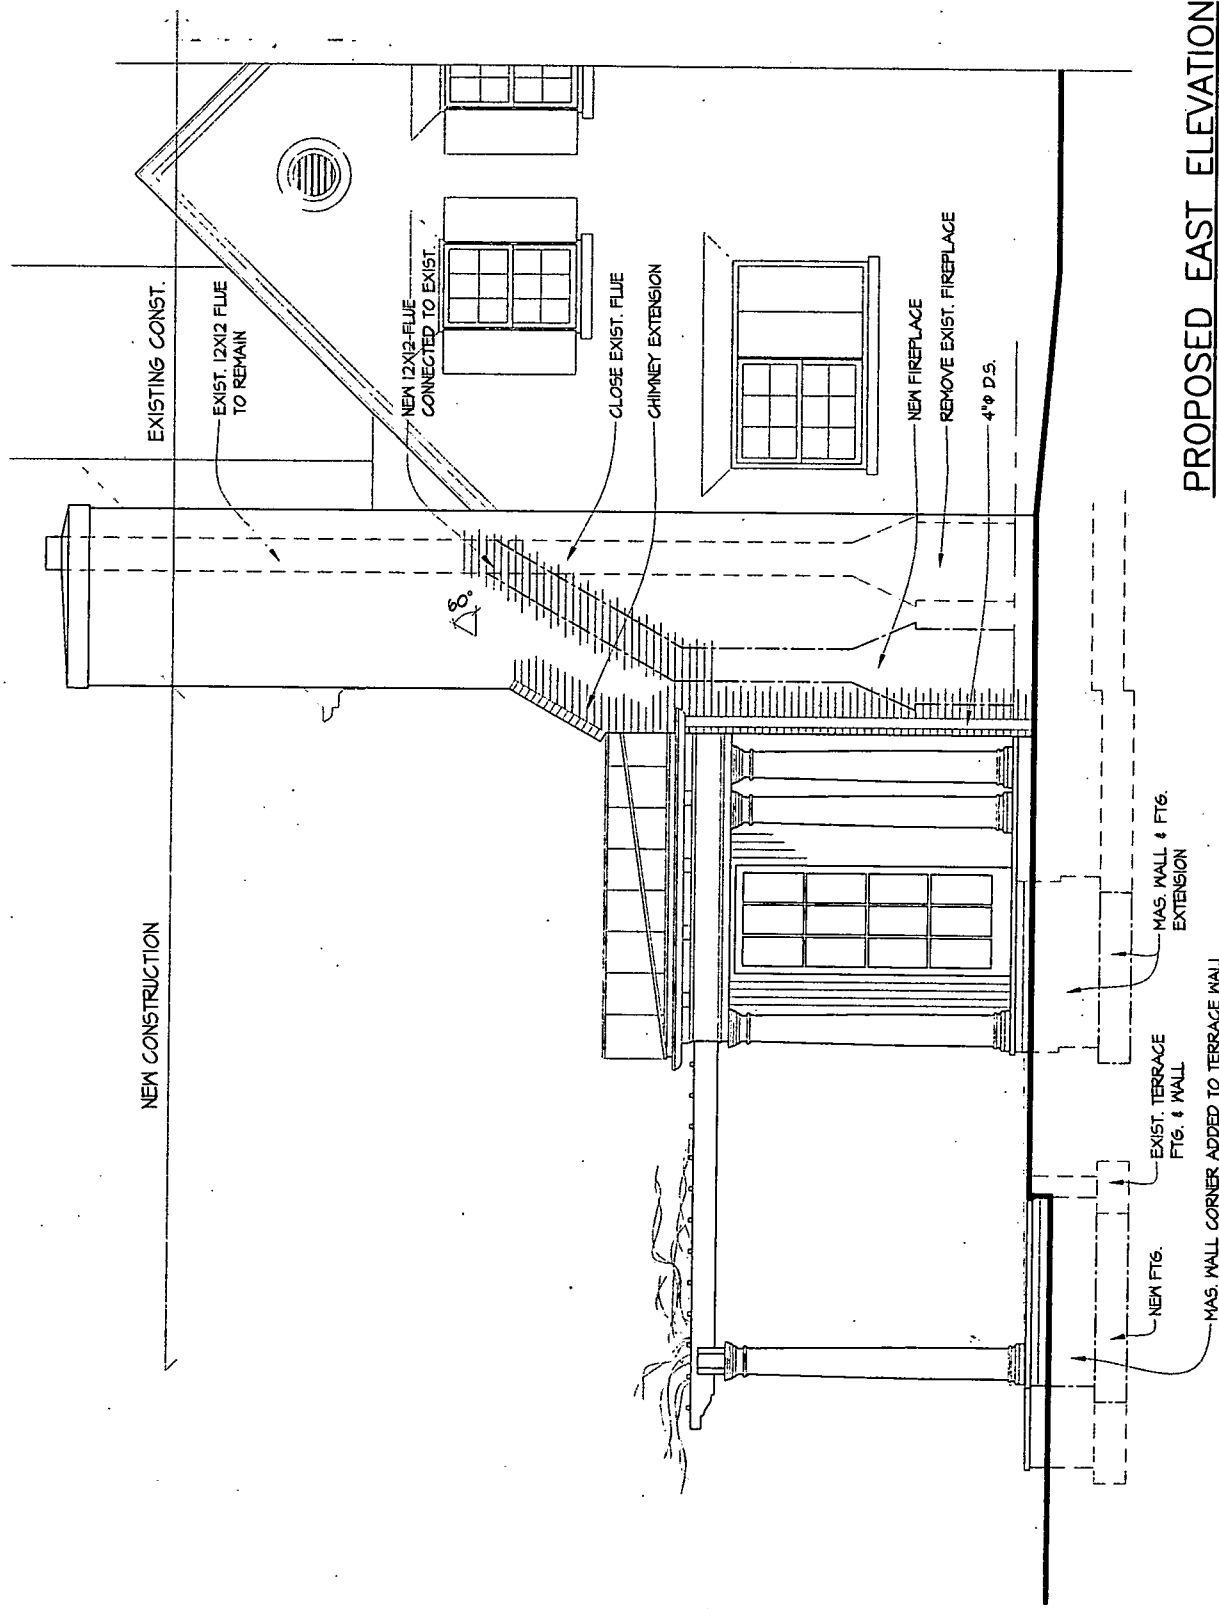 NEW CONSTRUCTION
EXISTING CONST.
EXIST. 12X12 FLUE
TO REMAIN
NEW 12X12 FLUE
CONNECTED TO EXIST.
60°
CLOSE EXIST. FLUE
CHIMNEY EXTENSION
NEW FIREPLACE
REMOVE EXIST. FIREPLACE
4"φ D.S.
MAS. WALL & FTG.
EXTENSION
EXIST. TERRACE
FTG. & WALL
NEW FTG.
MAS. WALL CORNER ADDED TO TERRACE WALL
PROPOSED EAST ELEVATION